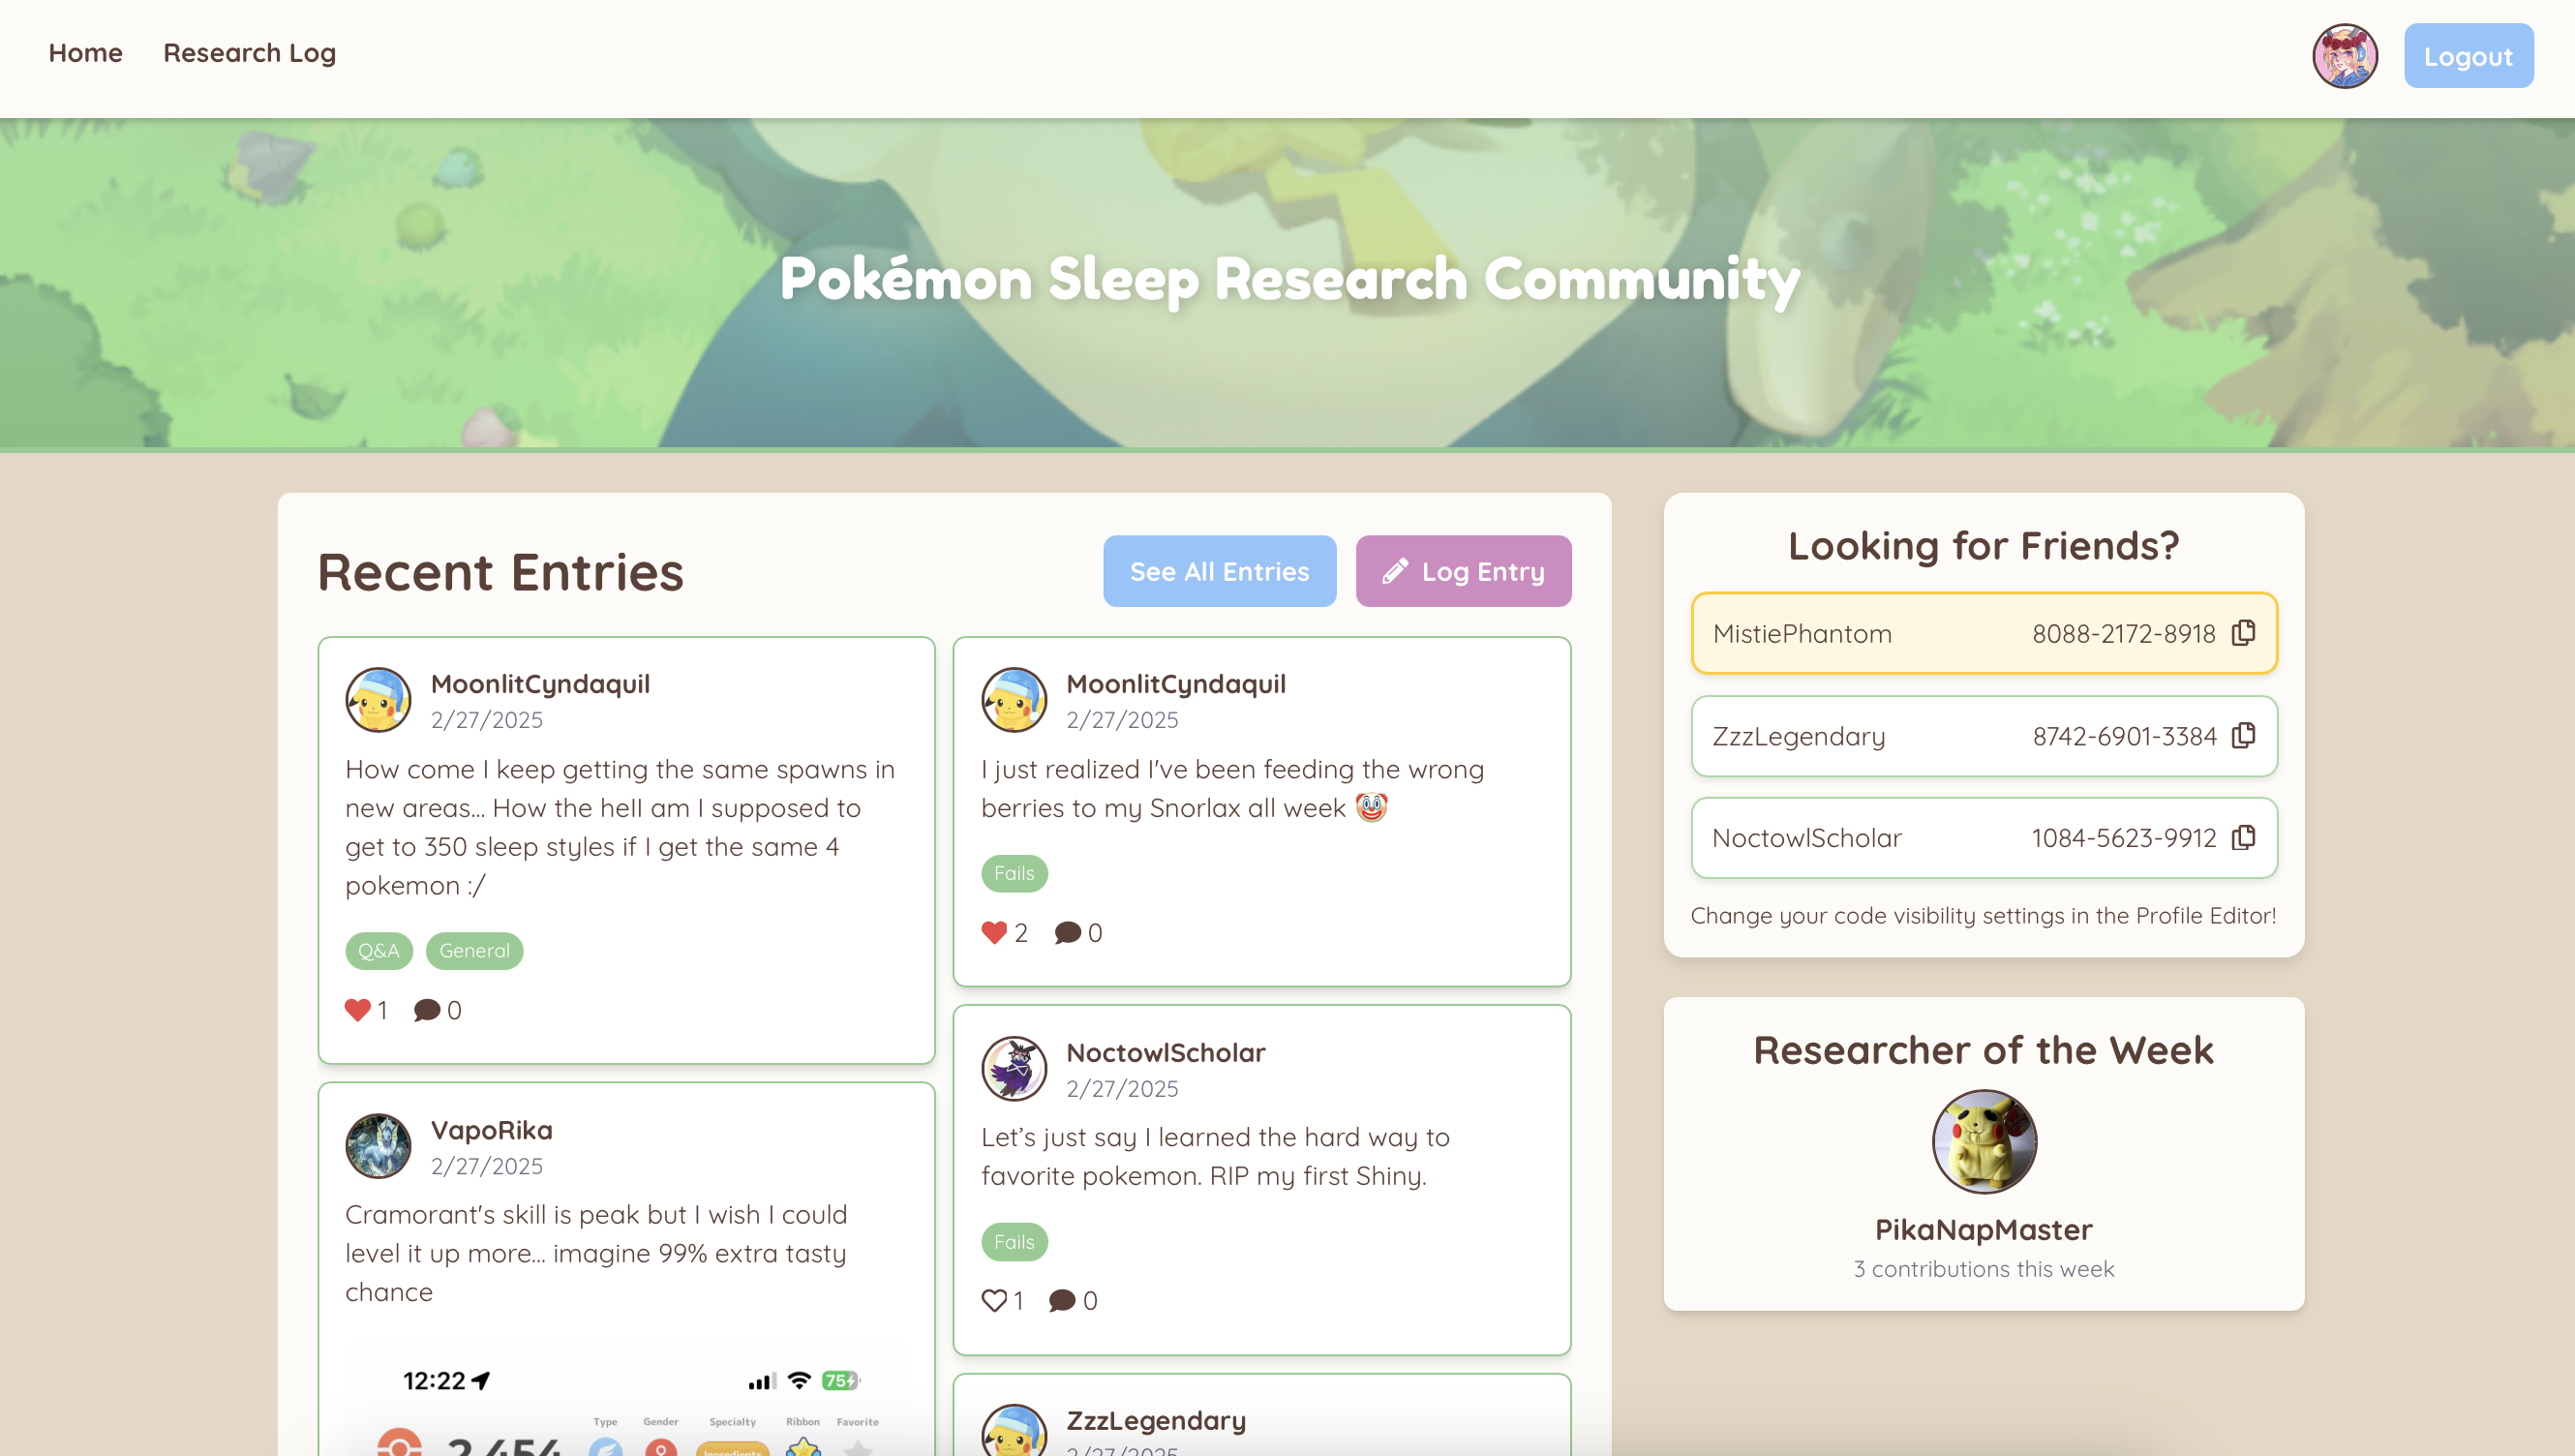 Home
Research Log
Logout
Pokémon Sleep Research Community
Recent Entries
See All Entries
Log Entry
MoonlitCyndaquil
2/27/2025
How come I keep getting the same spawns in
new areas... How the hell am I supposed to
get to 350 sleep styles if I get the same 4
pokemon :/
Q&A
General
1
0
VapoRika
2/27/2025
Cramorant's skill is peak but I wish I could
level it up more... imagine 99% extra tasty
chance
12:22
75
Type
Gender
Specialty
Ribbon
Favorite
2,454
Ingredients
MoonlitCyndaquil
2/27/2025
I just realized I've been feeding the wrong
berries to my Snorlax all week 🤡
Fails
2
0
NoctowlScholar
2/27/2025
Let’s just say I learned the hard way to
favorite pokemon. RIP my first Shiny.
Fails
1
0
ZzzLegendary
2/27/2025
Looking for Friends?
MistiePhantom
8088-2172-8918
ZzzLegendary
8742-6901-3384
NoctowlScholar
1084-5623-9912
Change your code visibility settings in the Profile Editor!
Researcher of the Week
PikaNapMaster
3 contributions this week